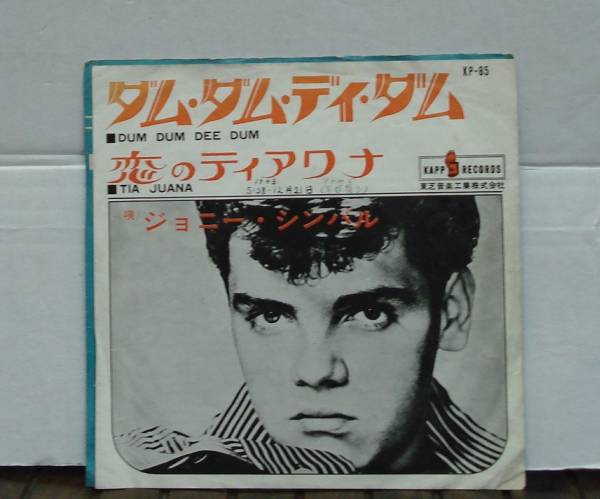 KP-85
ダム・ダム・ディ・ダム
■DUM DUM DEE DUM
恋のティアワナ
■TIA JUANA
KAPP RECORDS
東芝音楽工業株式会社
唄 ジョニー・シンバル